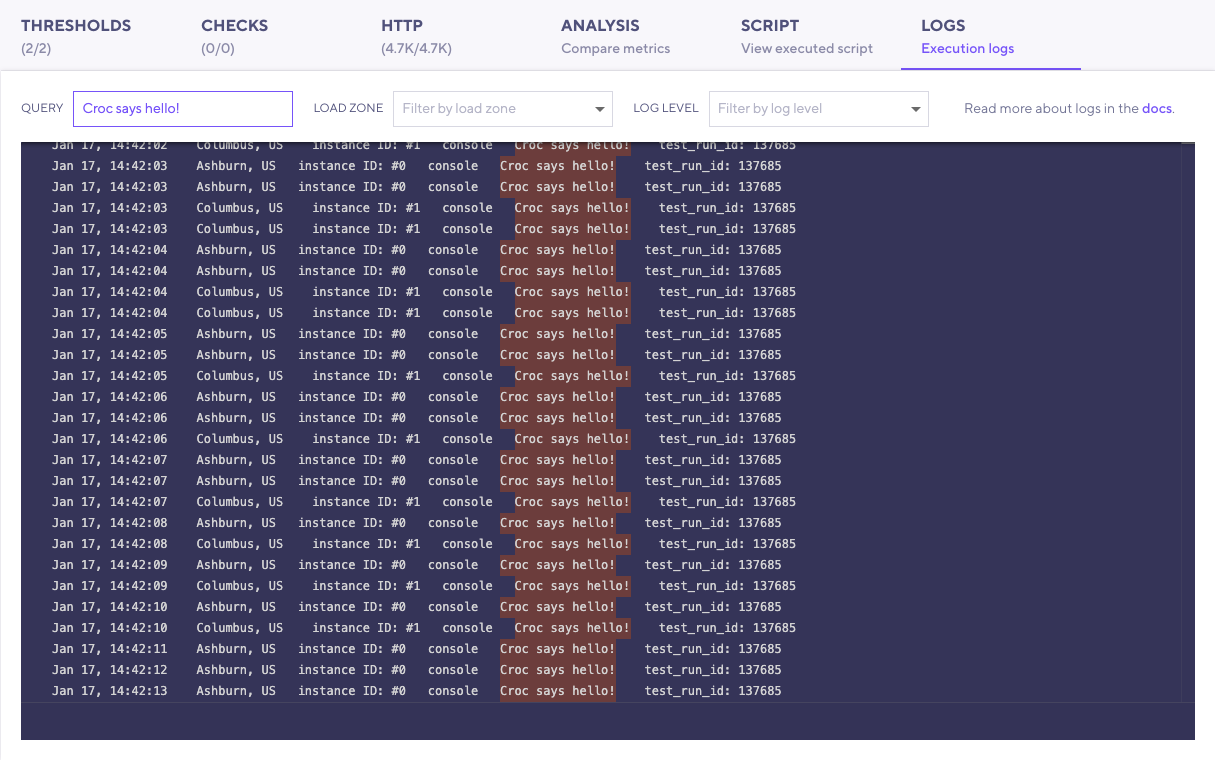 THRESHOLDS CHECKS HTTP ANALYSIS SCRIPT LOGS
(2/2) (0/0) (4.7K/4.7K) Compare metrics View executed script Execution logs
QUERY Croc says hello! LOAD ZONE Filter by load zone LOG LEVEL Filter by log level Read more about logs in the docs.
Jan 17, 14:42:02 Columbus, US instance ID: #1 console Croc says hello! test_run_id: 137685
Jan 17, 14:42:03 Ashburn, US instance ID: #0 console Croc says hello! test_run_id: 137685
Jan 17, 14:42:03 Ashburn, US instance ID: #0 console Croc says hello! test_run_id: 137685
Jan 17, 14:42:03 Columbus, US instance ID: #1 console Croc says hello! test_run_id: 137685
Jan 17, 14:42:03 Columbus, US instance ID: #1 console Croc says hello! test_run_id: 137685
Jan 17, 14:42:04 Ashburn, US instance ID: #0 console Croc says hello! test_run_id: 137685
Jan 17, 14:42:04 Ashburn, US instance ID: #0 console Croc says hello! test_run_id: 137685
Jan 17, 14:42:04 Columbus, US instance ID: #1 console Croc says hello! test_run_id: 137685
Jan 17, 14:42:04 Columbus, US instance ID: #1 console Croc says hello! test_run_id: 137685
Jan 17, 14:42:05 Ashburn, US instance ID: #0 console Croc says hello! test_run_id: 137685
Jan 17, 14:42:05 Ashburn, US instance ID: #0 console Croc says hello! test_run_id: 137685
Jan 17, 14:42:05 Columbus, US instance ID: #1 console Croc says hello! test_run_id: 137685
Jan 17, 14:42:06 Ashburn, US instance ID: #0 console Croc says hello! test_run_id: 137685
Jan 17, 14:42:06 Ashburn, US instance ID: #0 console Croc says hello! test_run_id: 137685
Jan 17, 14:42:06 Columbus, US instance ID: #1 console Croc says hello! test_run_id: 137685
Jan 17, 14:42:07 Ashburn, US instance ID: #0 console Croc says hello! test_run_id: 137685
Jan 17, 14:42:07 Ashburn, US instance ID: #0 console Croc says hello! test_run_id: 137685
Jan 17, 14:42:07 Columbus, US instance ID: #1 console Croc says hello! test_run_id: 137685
Jan 17, 14:42:08 Ashburn, US instance ID: #0 console Croc says hello! test_run_id: 137685
Jan 17, 14:42:08 Columbus, US instance ID: #1 console Croc says hello! test_run_id: 137685
Jan 17, 14:42:09 Ashburn, US instance ID: #0 console Croc says hello! test_run_id: 137685
Jan 17, 14:42:09 Columbus, US instance ID: #1 console Croc says hello! test_run_id: 137685
Jan 17, 14:42:10 Ashburn, US instance ID: #0 console Croc says hello! test_run_id: 137685
Jan 17, 14:42:10 Columbus, US instance ID: #1 console Croc says hello! test_run_id: 137685
Jan 17, 14:42:11 Ashburn, US instance ID: #0 console Croc says hello! test_run_id: 137685
Jan 17, 14:42:12 Ashburn, US instance ID: #0 console Croc says hello! test_run_id: 137685
Jan 17, 14:42:13 Ashburn, US instance ID: #0 console Croc says hello! test_run_id: 137685